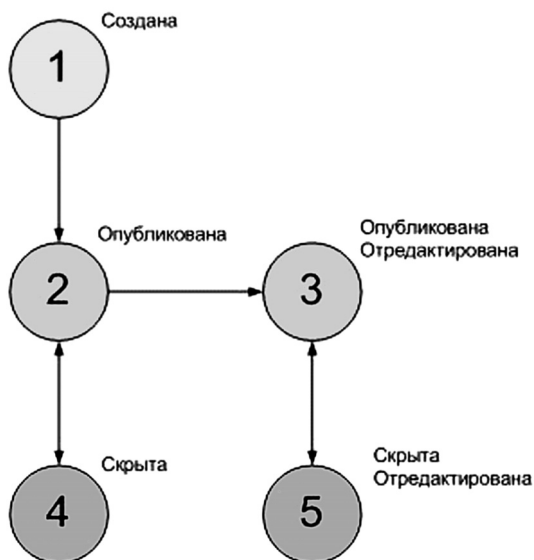 Создана
1
Опубликована
2
Опубликована
Отредактирована
3
Скрыта
4
Скрыта
Отредактирована
5